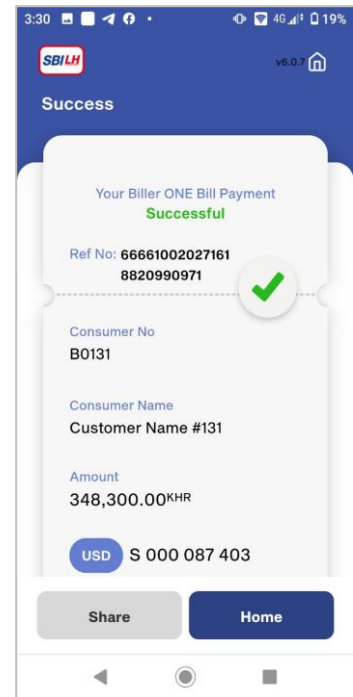 3:30 4G 19%
SBILH
v6.0.7
Success
Your Biller ONE Bill Payment
Successful
Ref No: 66661002027161
8820990971
Consumer No
B0131
Consumer Name
Customer Name #131
Amount
348,300.00KHR
USD S 000 087 403
Share Home